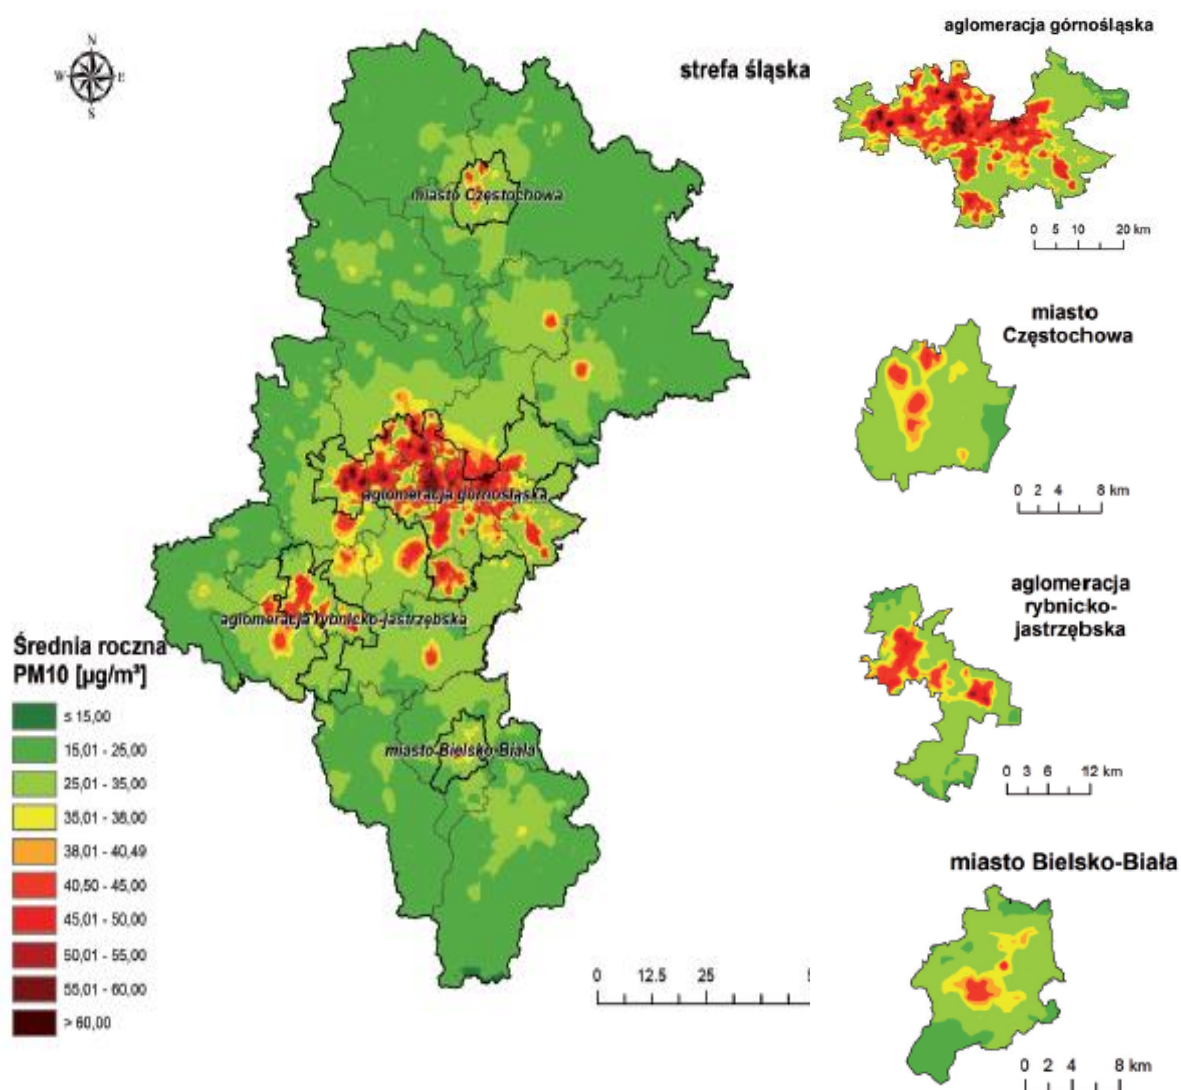 N
W E
S
strefa śląska
miasto Częstochowa
aglomeracja górnośląska
aglomeracja rybnicko-jastrzębska
miasto Bielsko-Biała
Średnia roczna
PM10 [µg/m³]
≤ 15,00
15,01 - 25,00
25,01 - 35,00
35,01 - 38,00
38,01 - 40,49
40,50 - 45,00
45,01 - 50,00
50,01 - 55,00
55,01 - 60,00
> 60,00
0 12.5 25
aglomeracja górnośląska
0 5 10 20 km
miasto
Częstochowa
0 2 4 8 km
aglomeracja
rybnicko-
jastrzębska
0 3 6 12 km
miasto Bielsko-Biała
0 2 4 8 km